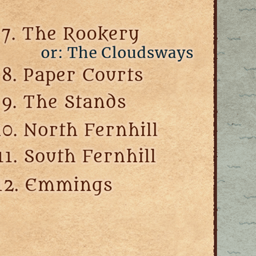 7. The Rookery
or: The Cloudsways
8. Paper Courts
9. The Stands
10. North Fernhill
11. South Fernhill
12. Emmings